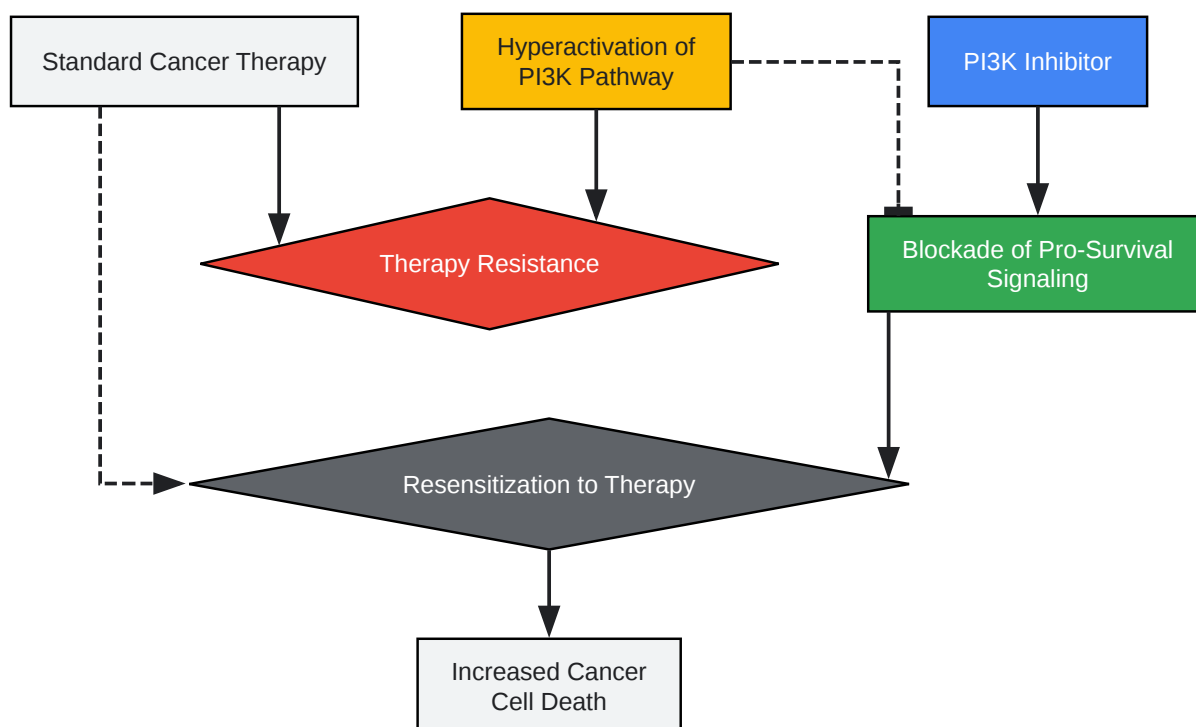 Standard Cancer Therapy
Hyperactivation of
PI3K Pathway
PI3K Inhibitor
Therapy Resistance
Blockade of Pro-Survival
Signaling
Resensitization to Therapy
Increased Cancer
Cell Death